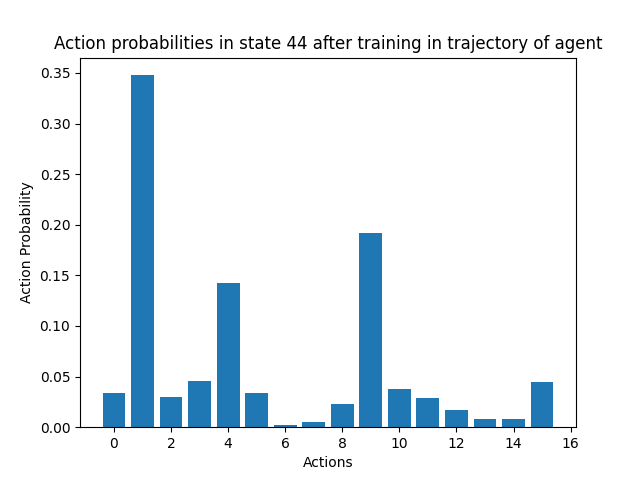 Action probabilities in state 44 after training in trajectory of agent
0.35
0.30
0.25
0.20
0.15
0.10
0.05
0.00
Action Probability
0 2 4 6 8 10 12 14 16
Actions